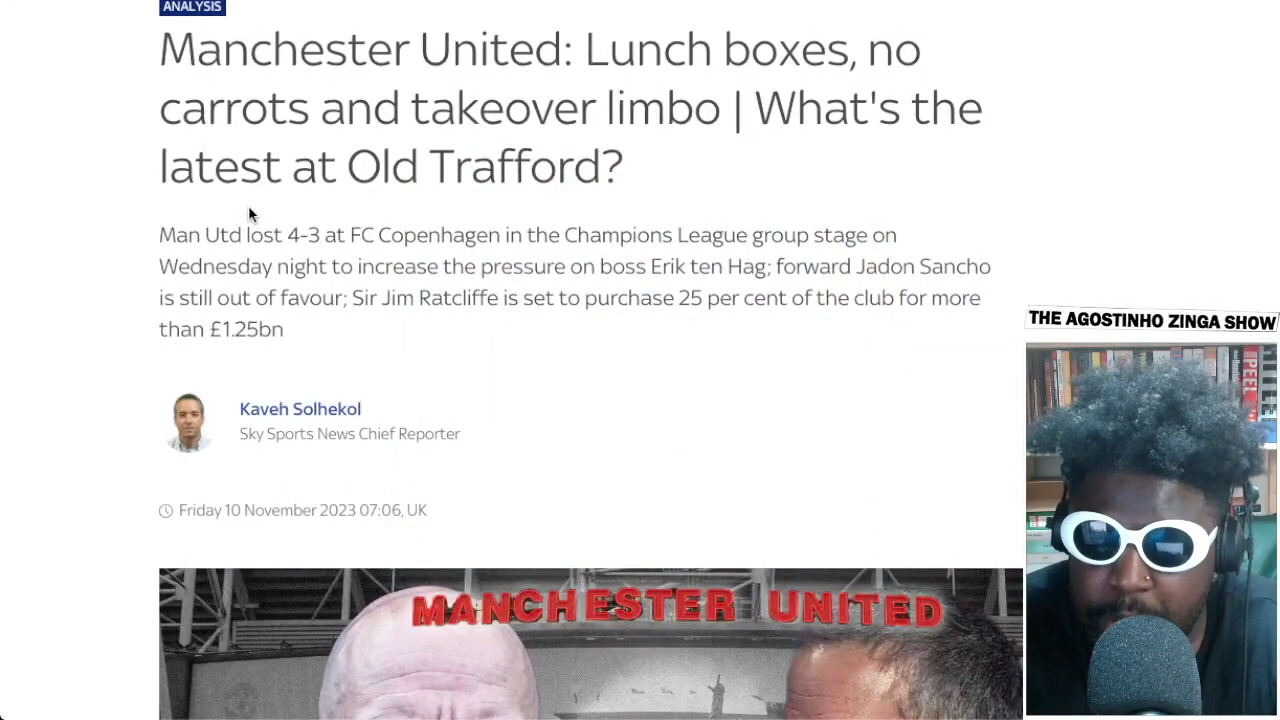 ANALYSIS
Manchester United: Lunch boxes, no
carrots and takeover limbo | What's the
latest at Old Trafford?
Man Utd lost 4-3 at FC Copenhagen in the Champions League group stage on
Wednesday night to increase the pressure on boss Erik ten Hag; forward Jadon Sancho
is still out of favour; Sir Jim Ratcliffe is set to purchase 25 per cent of the club for more
than £1.25bn
THE AGOSTINHO ZINGA SHOW
Kaveh Solhekol
Sky Sports News Chief Reporter
Friday 10 November 2023 07:06, UK
MANCHESTER UNITED
PEEL